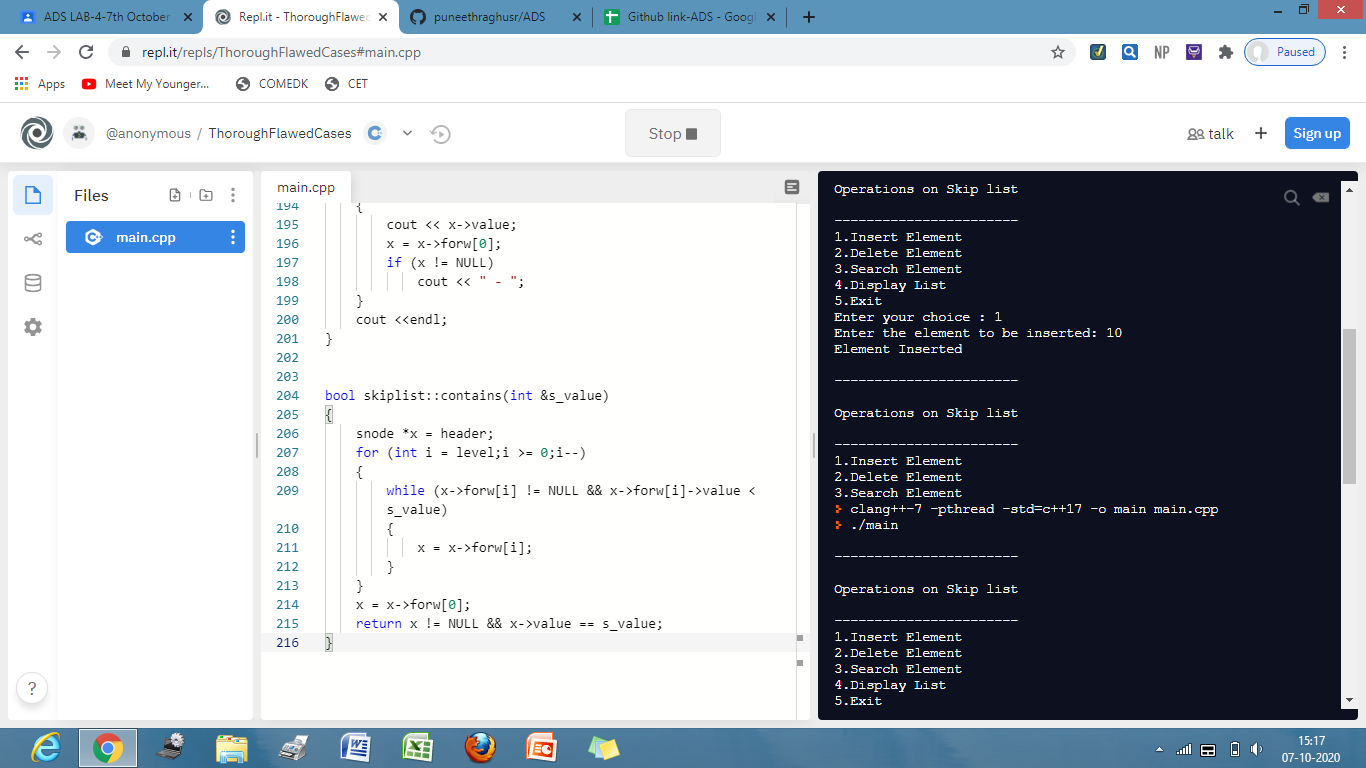 ADS LAB-4-7th October
Repl.it - ThoroughFlawed
puneethraghusr/ADS
Github link-ADS - Googl
repl.it/repls/ThoroughFlawedCases#main.cpp
NP
Paused
Apps
Meet My Younger...
COMEDK
CET
@anonymous / ThoroughFlawedCases
Stop
talk
Sign up
Files
main.cpp
main.cpp
194 {
195 cout << x->value;
196 x = x->forw[0];
197 if (x != NULL)
198 cout << " - ";
199 }
200 cout <<endl;
201 }
202
203
204 bool skiplist::contains(int &s_value)
205 {
206 snode *x = header;
207 for (int i = level;i >= 0;i--)
208 {
209 while (x->forw[i] != NULL && x->forw[i]->value <
s_value)
210 {
211 x = x->forw[i];
212 }
213 }
214 x = x->forw[0];
215 return x != NULL && x->value == s_value;
216 }
?
Operations on Skip list
-----------------------
1.Insert Element
2.Delete Element
3.Search Element
4.Display List
5.Exit
Enter your choice : 1
Enter the element to be inserted: 10
Element Inserted
-----------------------
Operations on Skip list
-----------------------
1.Insert Element
2.Delete Element
3.Search Element
> clang++-7 -pthread -std=c++17 -o main main.cpp
> ./main
-----------------------
Operations on Skip list
-----------------------
1.Insert Element
2.Delete Element
3.Search Element
4.Display List
5.Exit
15:17
07-10-2020